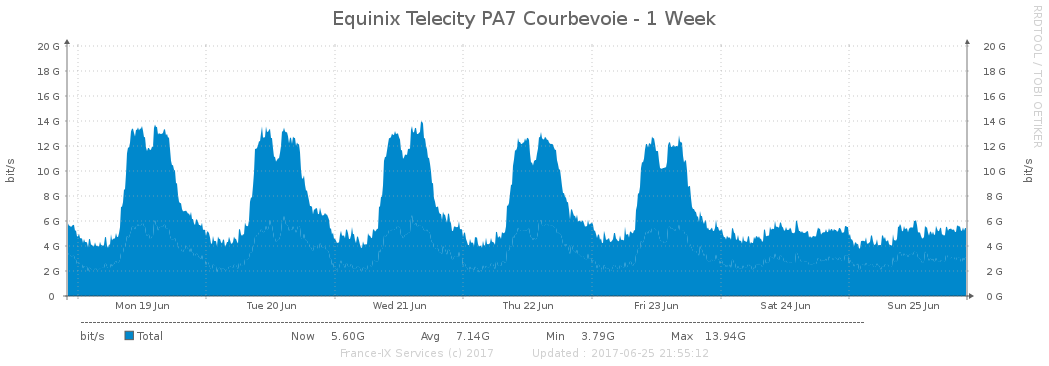 Equinix Telecity PA7 Courbevoie - 1 Week
RRDTOOL / TOBI OETIKER
bit/s
20 G
18 G
16 G
14 G
12 G
10 G
8 G
6 G
4 G
2 G
0
20 G
18 G
16 G
14 G
12 G
10 G
8 G
6 G
4 G
2 G
0 G
bit/s
Mon 19 Jun Tue 20 Jun Wed 21 Jun Thu 22 Jun Fri 23 Jun Sat 24 Jun Sun 25 Jun
bit/s Total Now 5.60G Avg 7.14G Min 3.79G Max 13.94G
France-IX Services (c) 2017 Updated : 2017-06-25 21:55:12